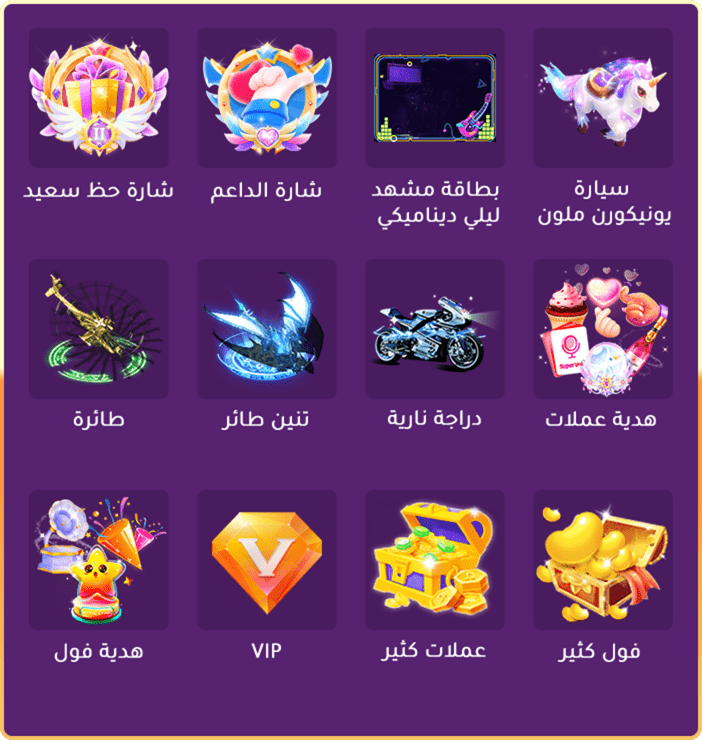 سيارة
يونيكورن ملون
بطاقة مشهد
ليلي ديناميكي
شارة الداعم
شارة حظ سعيد
II
هدية عملات
دراجة نارية
تنين طائر
طائرة
فول كثير
عملات كثير
V
VIP
هدية فول